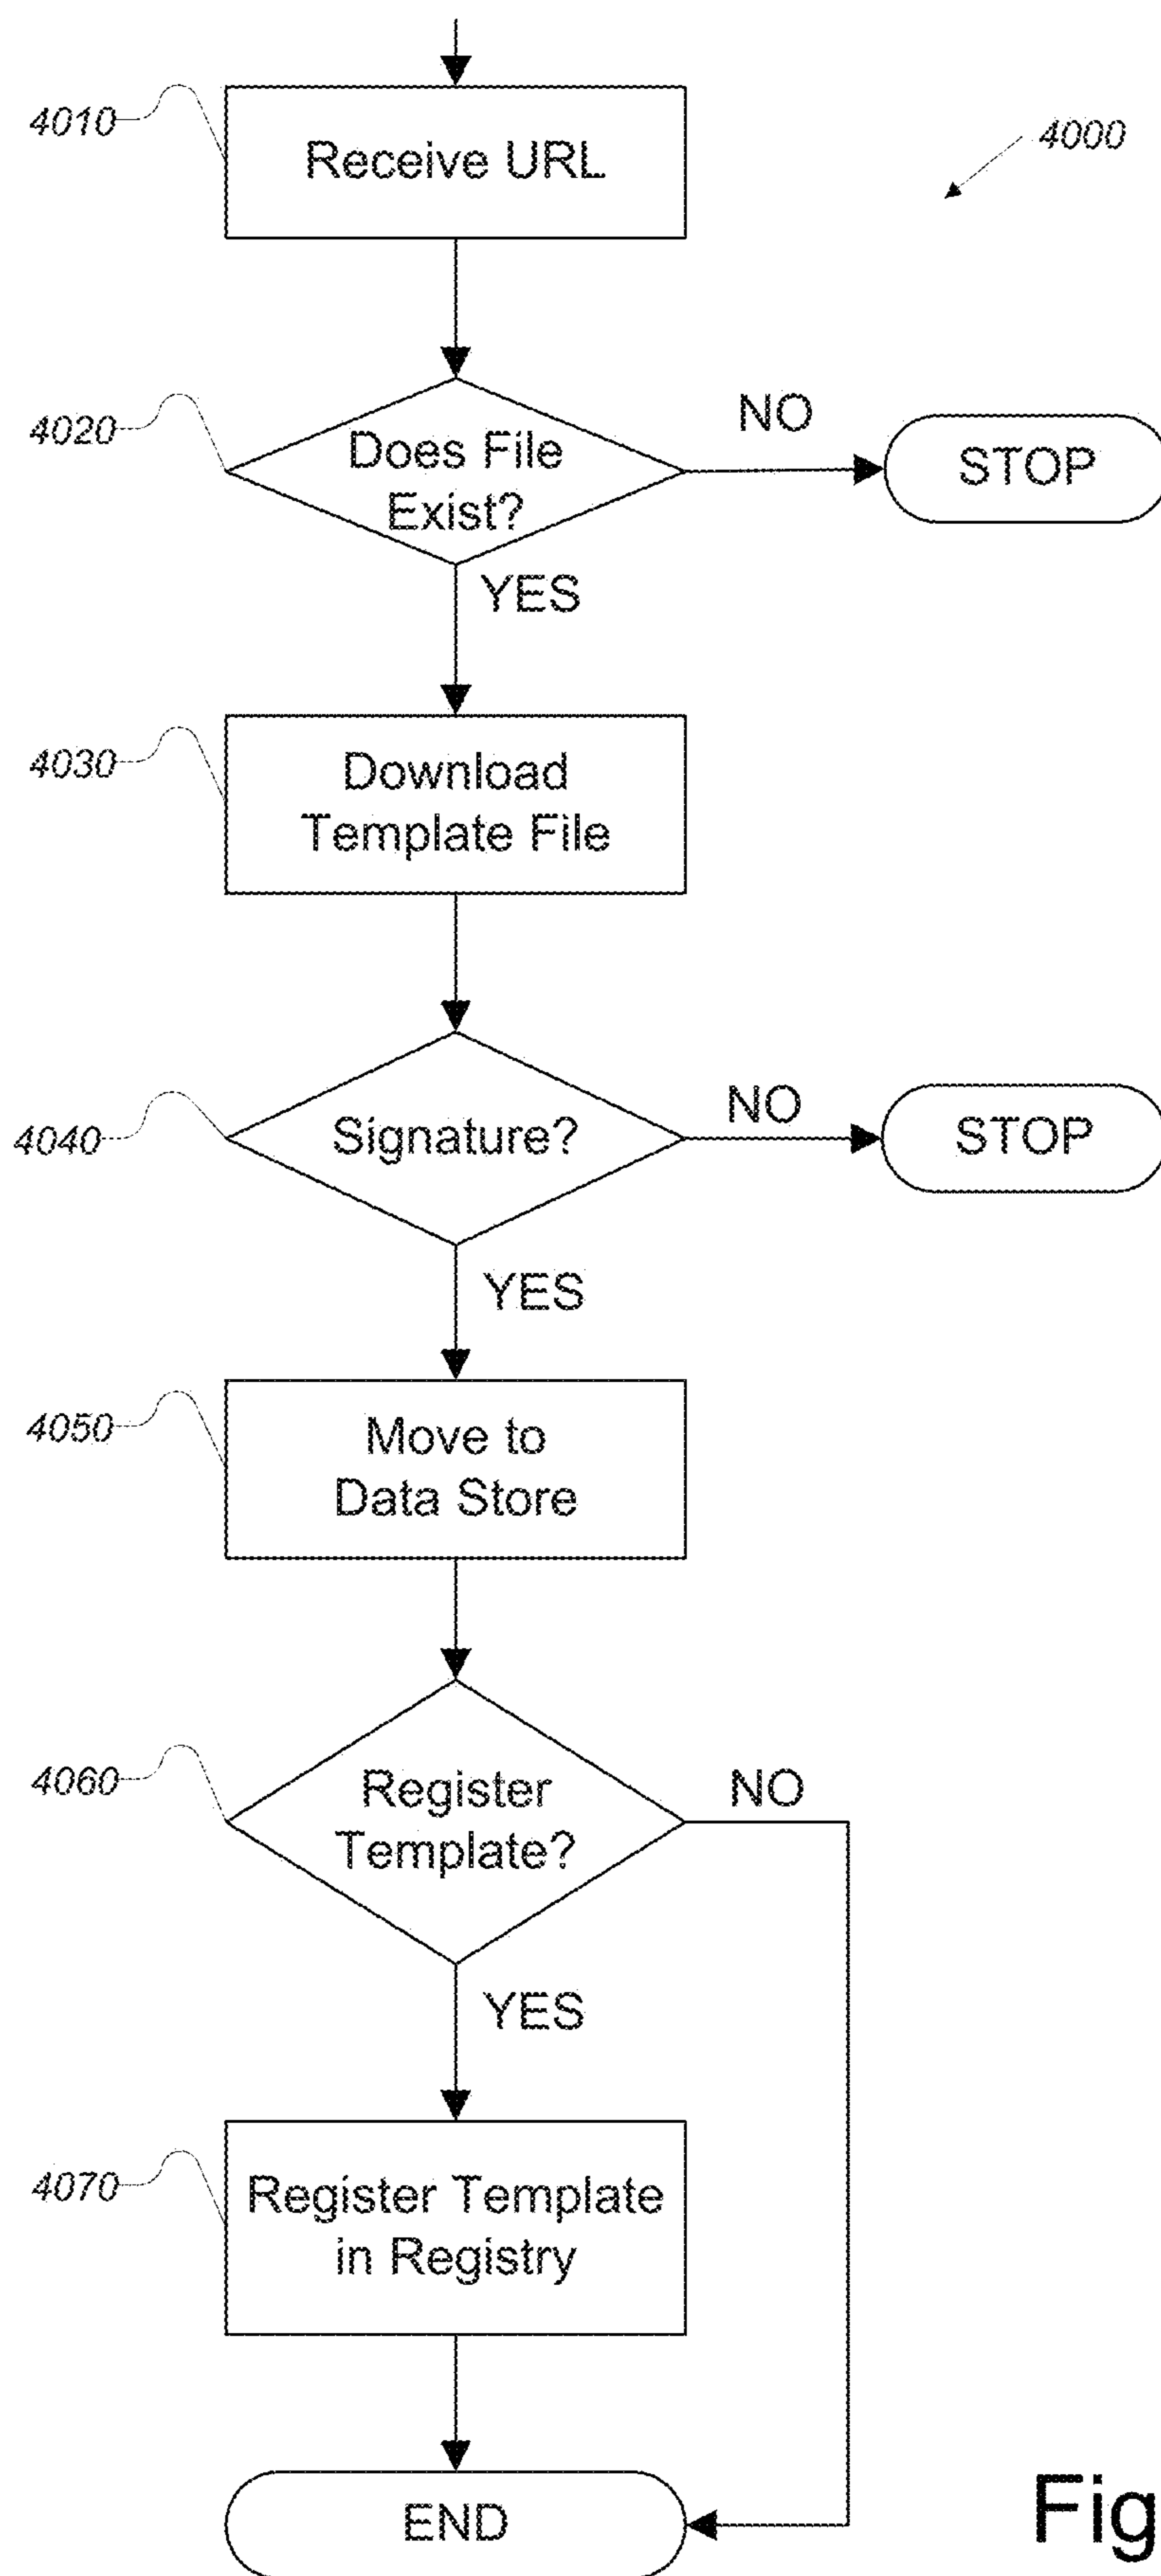 4010
Receive URL
4000
4020
Does File
Exist?
NO
STOP
YES
4030
Download
Template File
4040
Signature?
NO
STOP
YES
4050
Move to
Data Store
4060
Register
Template?
NO
YES
4070
Register Template
in Registry
END
Fig